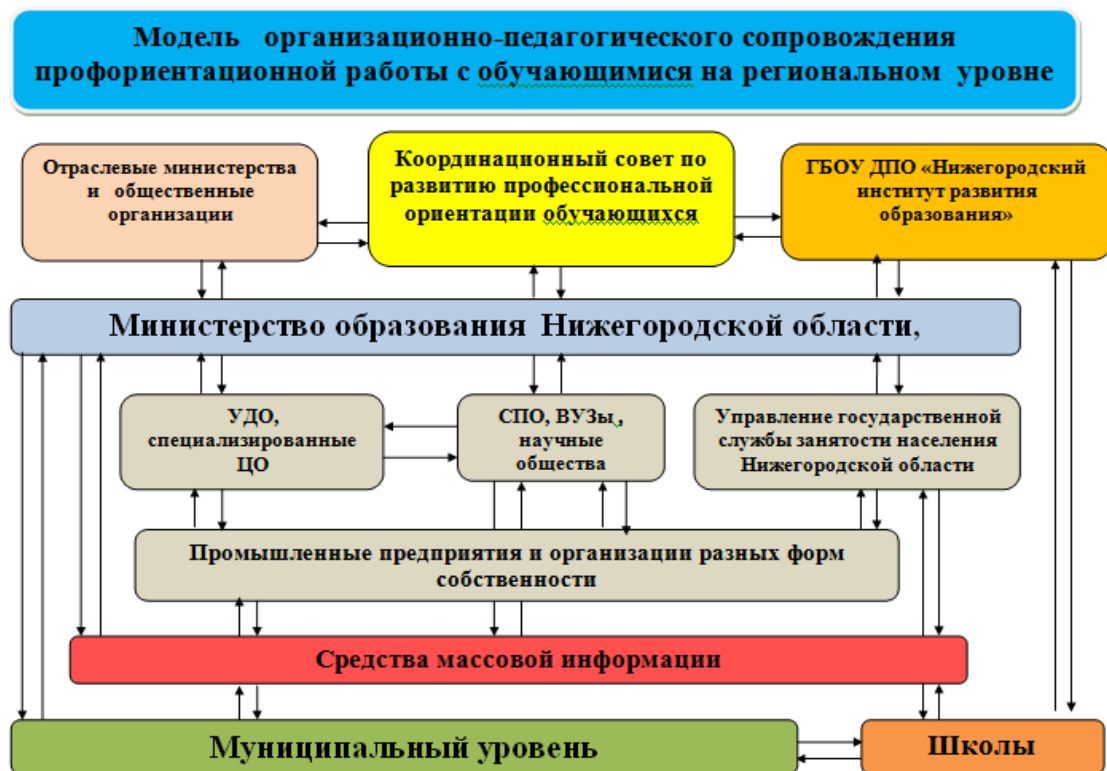 Модель организационно-педагогического сопровождения
профориентационной работы с обучающимися на региональном уровне
Отраслевые министерства
и общественные
организации
Координационный совет по
развитию профессиональной
ориентации обучающихся
ГБОУ ДПО «Нижегородский
институт развития
образования»
Министерство образования Нижегородской области,
УДО,
специализированные
ЦО
СПО, ВУЗы,
научные
общества
Управление государственной
службы занятости населения
Нижегородской области
Промышленные предприятия и организации разных форм
собственности
Средства массовой информации
Муниципальный уровень
Школы